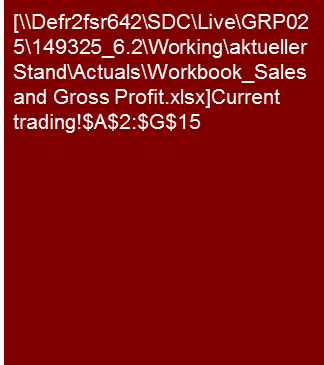 [\\Defr2fsr642\SDC\Live\GRP02
5\149325_6.2\Working\aktueller
Stand\Actuals\Workbook_Sales
and Gross Profit.xlsx]Current
trading!$A$2:$G$15